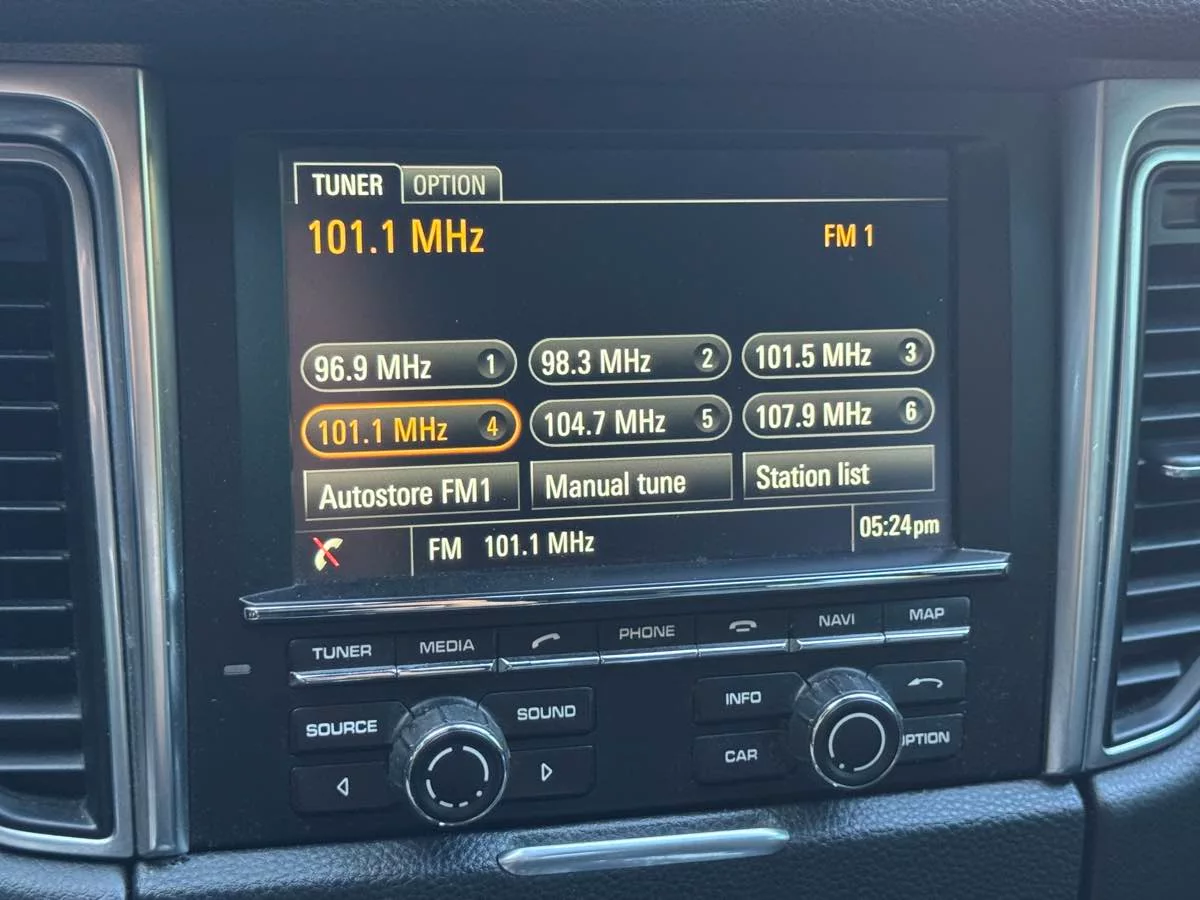 TUNER OPTION
101.1 MHz FM 1
96.9 MHz 1 98.3 MHz 2 101.5 MHz 3
101.1 MHz 4 104.7 MHz 5 107.9 MHz 6
Autostore FM1 Manual tune Station list
FM 101.1 MHz 05:24pm
TUNER MEDIA PHONE NAVI MAP
SOURCE SOUND INFO
CAR PTION